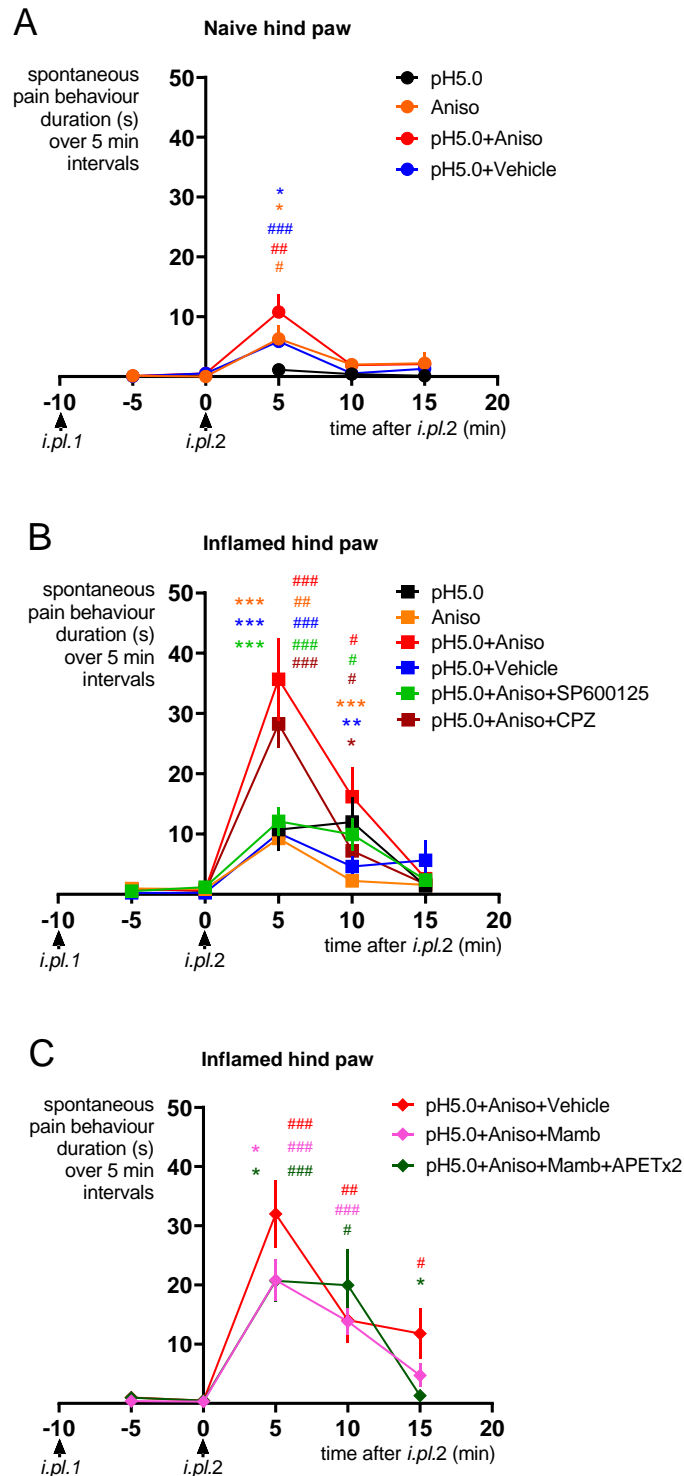 A
Naive hind paw
spontaneous
pain behaviour
duration (s)
over 5 min
intervals
50
40
30
20
10
pH5.0
Aniso
pH5.0+Aniso
pH5.0+Vehicle
*
*
###
##
#
-10
-5
0
5
10
15
20
i.pl.1
i.pl.2
time after i.pl.2 (min)
B
Inflamed hind paw
spontaneous
pain behaviour
duration (s)
over 5 min
intervals
50
40
30
20
10
***
***
***
###
##
###
###
###
#
#
#
***
**
*
pH5.0
Aniso
pH5.0+Aniso
pH5.0+Vehicle
pH5.0+Aniso+SP600125
pH5.0+Aniso+CPZ
-10
-5
0
5
10
15
20
i.pl.1
i.pl.2
time after i.pl.2 (min)
C
Inflamed hind paw
spontaneous
pain behaviour
duration (s)
over 5 min
intervals
50
40
30
20
10
*
*
###
###
###
##
###
#
#
*
pH5.0+Aniso+Vehicle
pH5.0+Aniso+Mamb
pH5.0+Aniso+Mamb+APETx2
-10
-5
0
5
10
15
20
i.pl.1
i.pl.2
time after i.pl.2 (min)